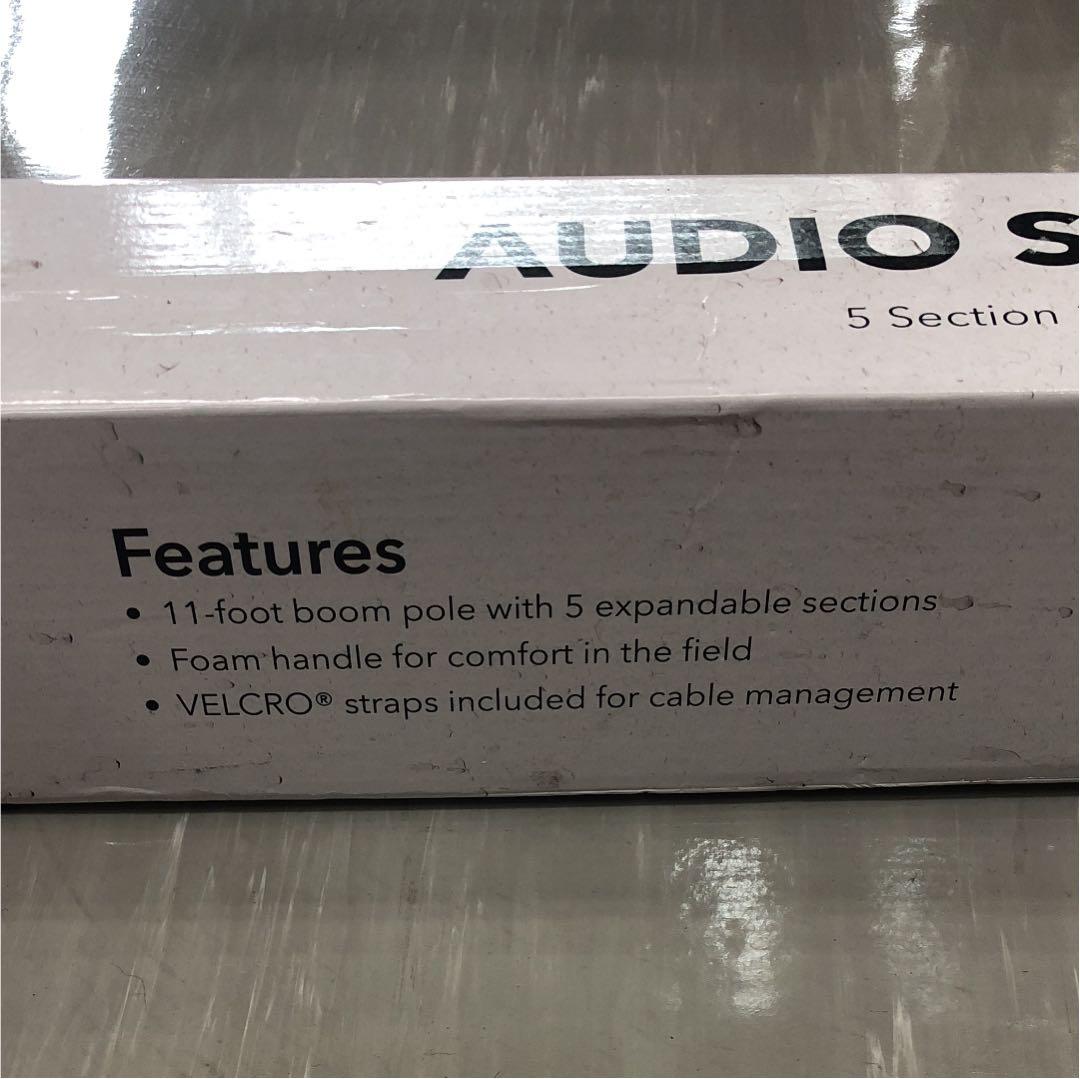 AUDIO S
5 Section
Features
• 11-foot boom pole with 5 expandable sections
• Foam handle for comfort in the field
• VELCRO® straps included for cable management